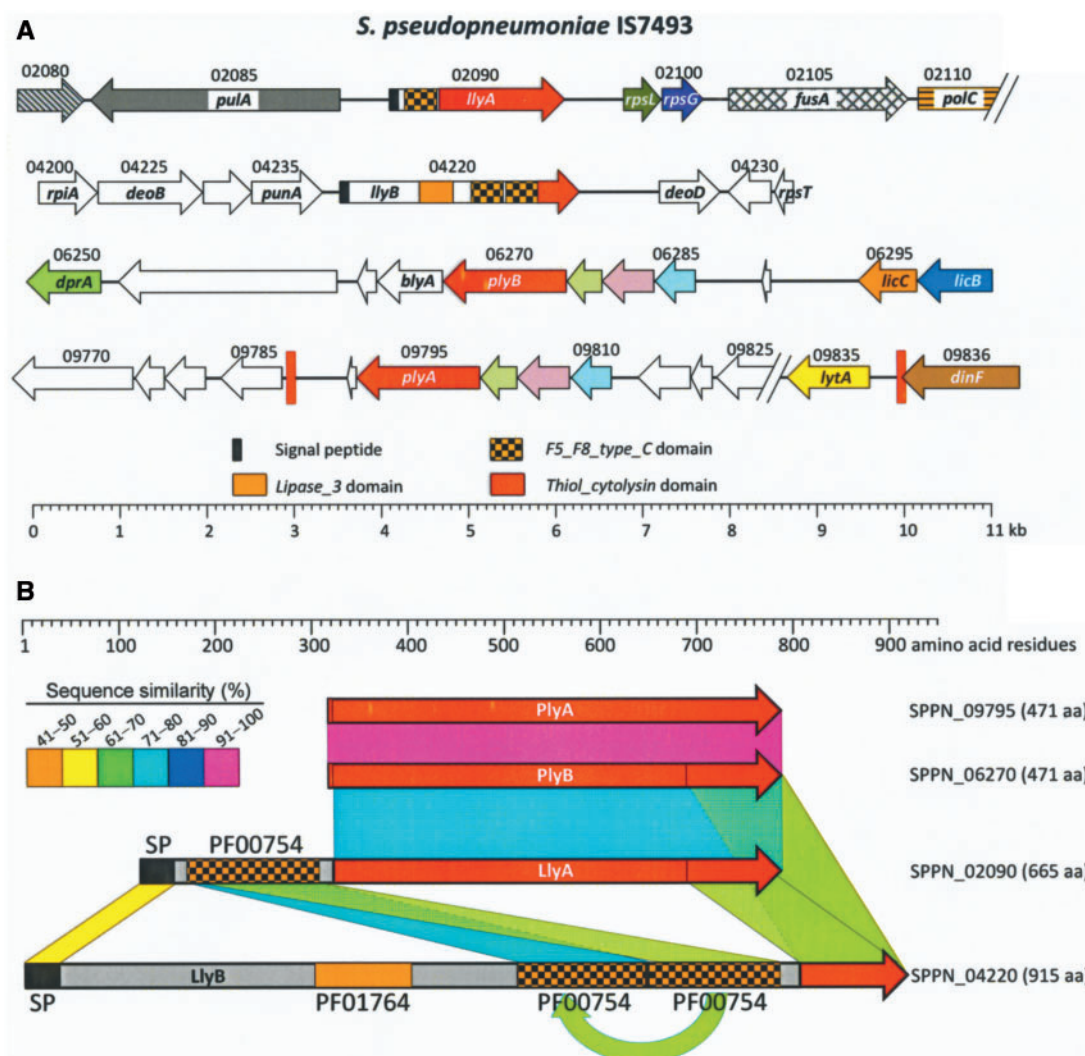 A
S. pseudopneumoniae IS7493
02080 02085 02090 02100 02105 02110
pulA llyA rpsL rpsG fusA polC
04200 04225 04235 04220 04230
rpiA deoB punA llyB deoD rpsT
06250 06270 06285 06295
dprA blyA plyB licC licB
09770 09785 09795 09810 09825 09835 09836
plyA lytA dinF
Signal peptide F5_F8_type_C domain
Lipase_3 domain Thiol_cytolysin domain
0 1 2 3 4 5 6 7 8 9 10 11 kb
B
1 100 200 300 400 500 600 700 800 900 amino acid residues
Sequence similarity (%)
41–50 51–60 61–70 71–80 81–90 91–100
PlyA SPPN_09795 (471 aa)
PlyB SPPN_06270 (471 aa)
SP PF00754
LlyA SPPN_02090 (665 aa)
LlyB SPPN_04220 (915 aa)
SP PF01764 PF00754 PF00754